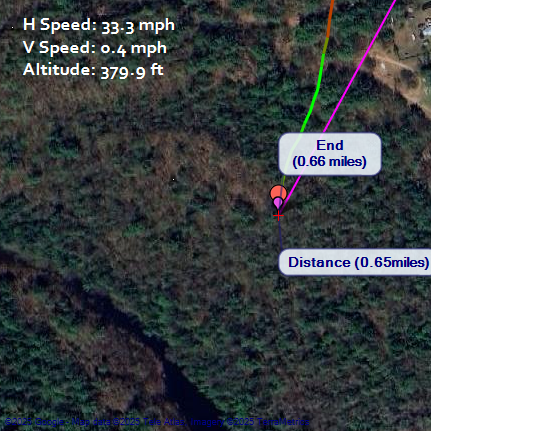 H Speed: 33.3 mph
V Speed: 0.4 mph
Altitude: 379.9 ft
End
(0.66 miles)
Distance (0.65miles)